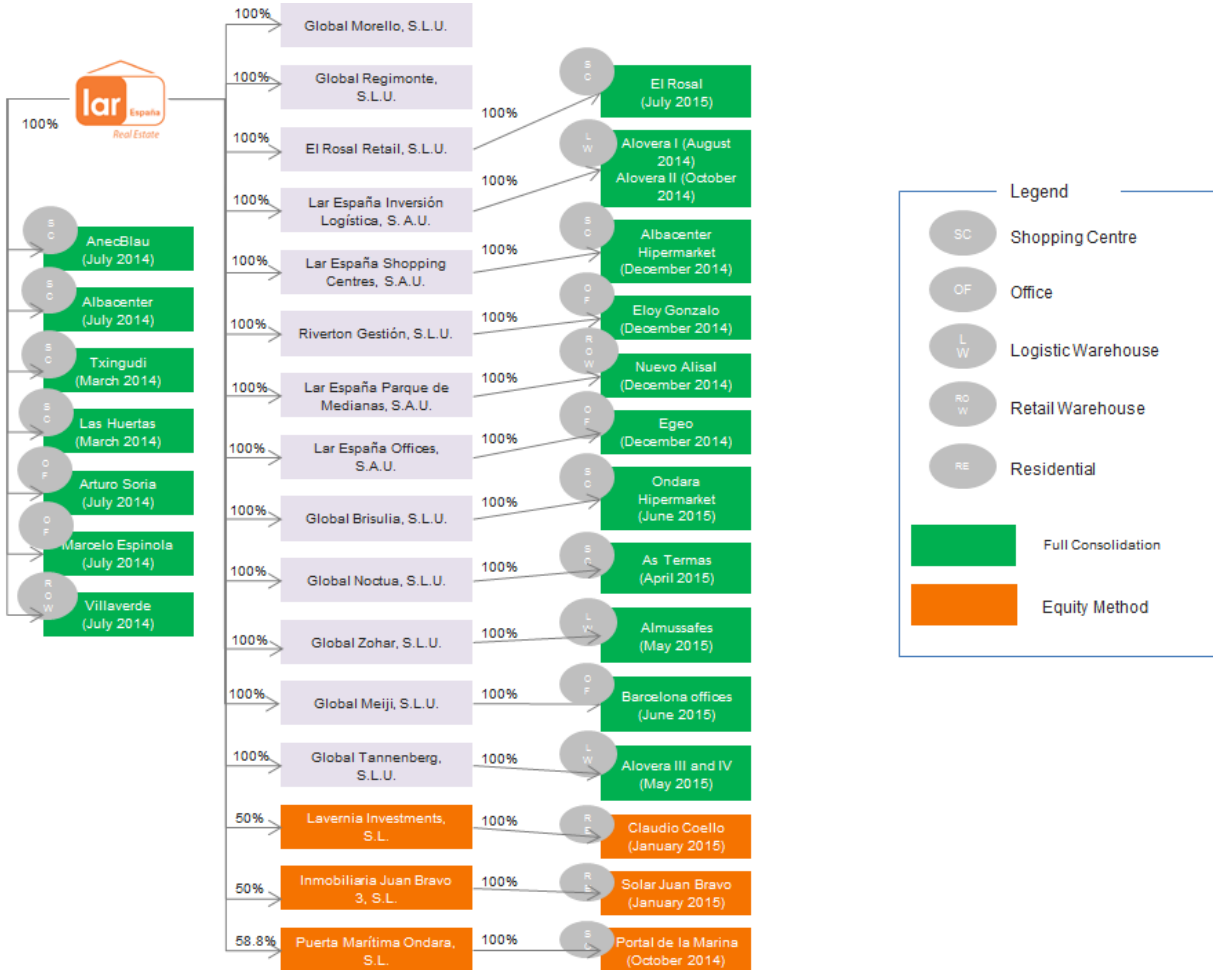 lar
España
Real Estate
100%
S
C
AnecBlau
(July 2014)
S
C
Albacenter
(July 2014)
S
C
Txingudi
(March 2014)
S
C
Las Huertas
(March 2014)
O
F
Arturo Soria
(July 2014)
O
F
Marcelo Espinola
(July 2014)
R
O
W
Villaverde
(July 2014)
100%
Global Morello, S.L.U.
100%
Global Regimonte,
S.L.U.
100%
El Rosal Retail, S.L.U.
100%
S
C
El Rosal
(July 2015)
100%
Lar España Inversión
Logística, S. A.U.
100%
L
W
Alovera I (August
2014)
Alovera II (October
2014)
100%
Lar España Shopping
Centres, S.A.U.
100%
S
C
Albacenter
Hipermarket
(December 2014)
100%
Riverton Gestión, S.L.U.
100%
O
F
Eloy Gonzalo
(December 2014)
100%
Lar España Parque de
Medianas, S.A.U.
100%
R
O
W
Nuevo Alisal
(December 2014)
100%
Lar España Offices,
S.A.U.
100%
O
F
Egeo
(December 2014)
100%
Global Brisulia, S.L.U.
100%
S
C
Ondara
Hipermarket
(June 2015)
100%
Global Noctua, S.L.U.
100%
S
C
As Termas
(April 2015)
100%
Global Zohar, S.L.U.
100%
L
W
Almussafes
(May 2015)
100%
Global Meiji, S.L.U.
100%
O
F
Barcelona offices
(June 2015)
100%
Global Tannenberg,
S.L.U.
100%
L
W
Alovera III and IV
(May 2015)
50%
Lavernia Investments,
S.L.
100%
R
E
Claudio Coello
(January 2015)
50%
Inmobiliaria Juan Bravo
3, S.L.
100%
R
E
Solar Juan Bravo
(January 2015)
58.8%
Puerta Marítima Ondara,
S.L.
100%
S
C
Portal de la Marina
(October 2014)
Legend
SC
Shopping Centre
OF
Office
L
W
Logistic Warehouse
RO
W
Retail Warehouse
RE
Residential
Full Consolidation
Equity Method